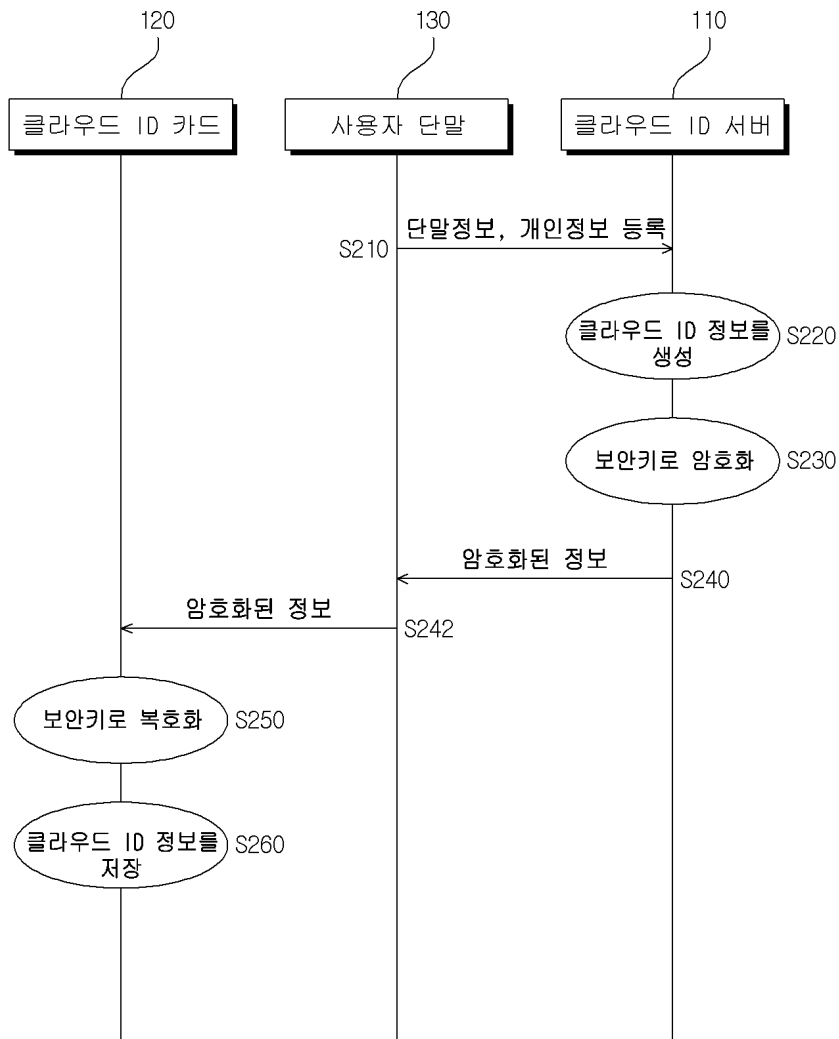 120
130
110
클라우드 ID 카드
사용자 단말
클라우드 ID 서버
단말정보, 개인정보 등록
S210
클라우드 ID 정보를
생성
S220
보안키로 암호화
S230
암호화된 정보
S240
암호화된 정보
S242
보안키로 복호화
S250
클라우드 ID 정보를
저장
S260